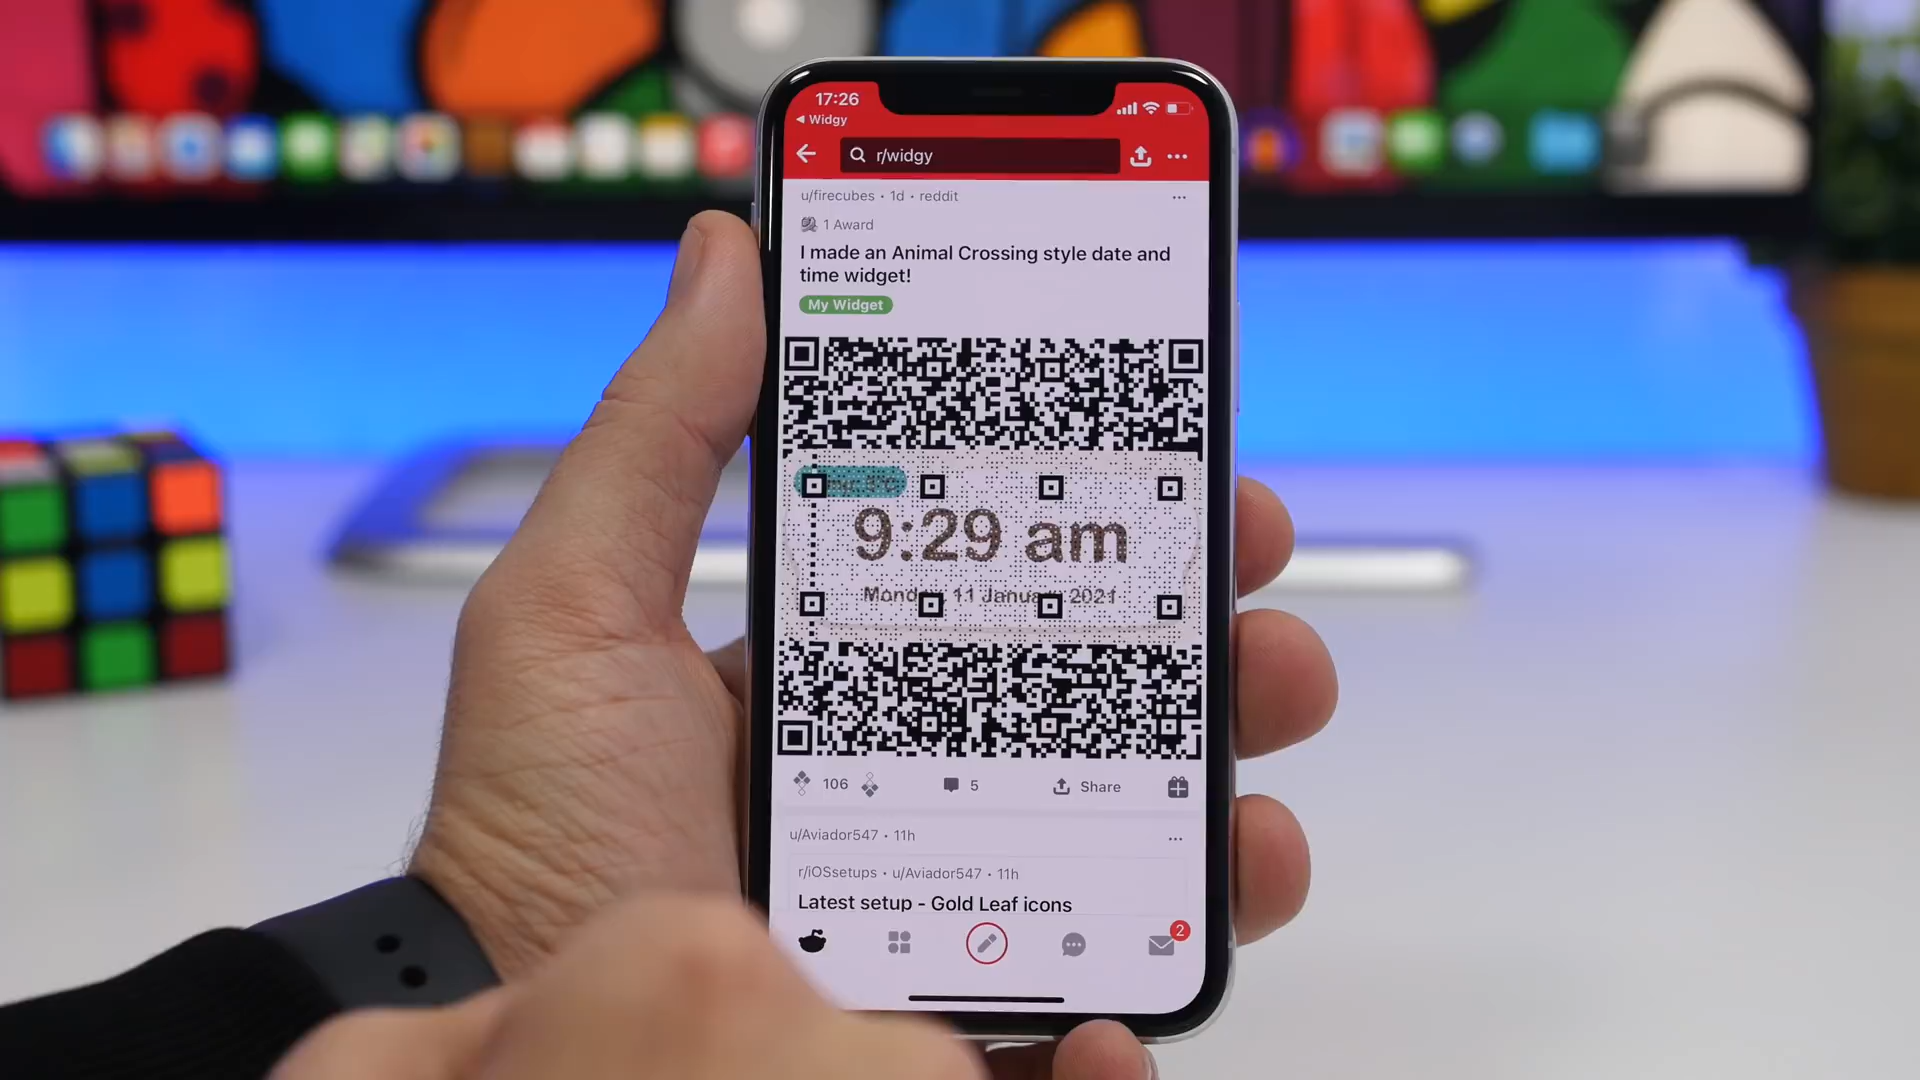 17:26
Widgy
r/widgy
u/firecubes • 1d • reddit
1 Award
I made an Animal Crossing style date and
time widget!
My Widget
9:29 am
11 2021
106
5
Share
u/Aviador547 • 11h
r/iOSsetups • u/Aviador547 • 11h
Latest setup - Gold Leaf icons
2